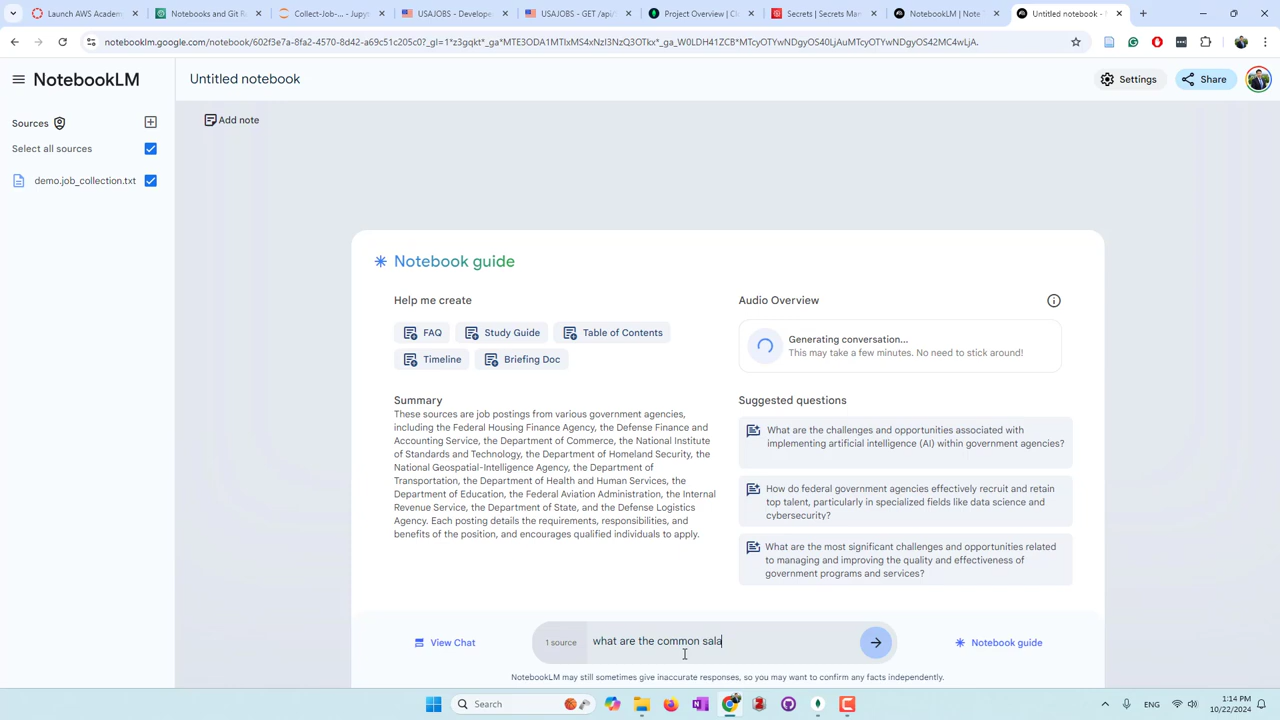 Launch AWS Academ
Notebooks and Git R
Colle
-... - Jupyt
USAJOBS - Develope
USAJOBS - GET /api/
Project Overview | Cl
Secrets | Secrets Ma
NotebookLM | Note
Untitled notebook -
notebooklm.google.com/notebook/
NotebookLM
Untitled notebook
Settings
Share
Sources
Add note
Select all sources
demo.job_collection.txt
Notebook guide
Help me create
FAQ
Study Guide
Table of Contents
Timeline
Briefing Doc
Audio Overview
Generating conversation...
This may take a few minutes. No need to stick around!
Summary
These sources are job postings from various government agencies,
including the Federal Housing Finance Agency, the Defense Finance and
Accounting Service, the Department of Commerce, the National Institute
of Standards and Technology, the Department of Homeland Security, the
National Geospatial-Intelligence Agency, the Department of
Transportation, the Department of Health and Human Services, the
Department of Education, the Federal Aviation Administration, the Internal
Revenue Service, the Department of State, and the Defense Logistics
Agency. Each posting details the requirements, responsibilities, and
benefits of the position, and encourages qualified individuals to apply.
Suggested questions
What are the challenges and opportunities associated with
implementing artificial intelligence (AI) within government agencies?
How do federal government agencies effectively recruit and retain
top talent, particularly in specialized fields like data science and
cybersecurity?
What are the most significant challenges and opportunities related
to managing and improving the quality and effectiveness of
government programs and services?
View Chat
1 source
what are the common sala
Notebook guide
NotebookLM may still sometimes give inaccurate responses, so you may want to confirm any facts independently.
Search
ENG
1:14 PM
10/22/2024